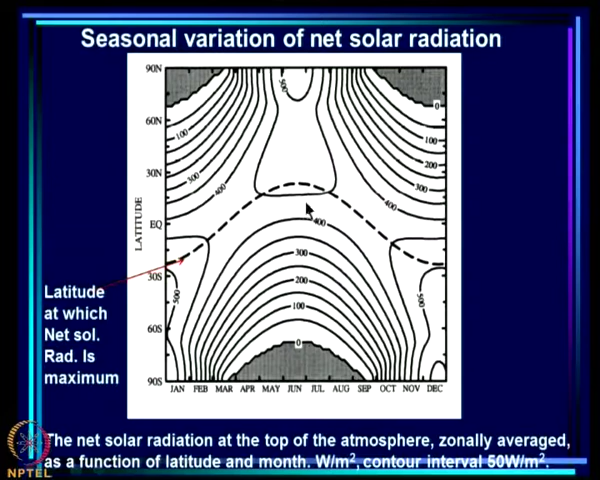 Seasonal variation of net solar radiation
90N
60N
30N
EQ
30S
60S
90S
LATITUDE
JAN FEB MAR APR MAY JUN JUL AUG SEP OCT NOV DEC
500
0
100
100
200
300
300
400
400
400
300
200
100
500
500
0
Latitude
at which
Net sol.
Rad. Is
maximum
The net solar radiation at the top of the atmosphere, zonally averaged,
as a function of latitude and month. W/m², contour interval 50W/m².
NPTEL